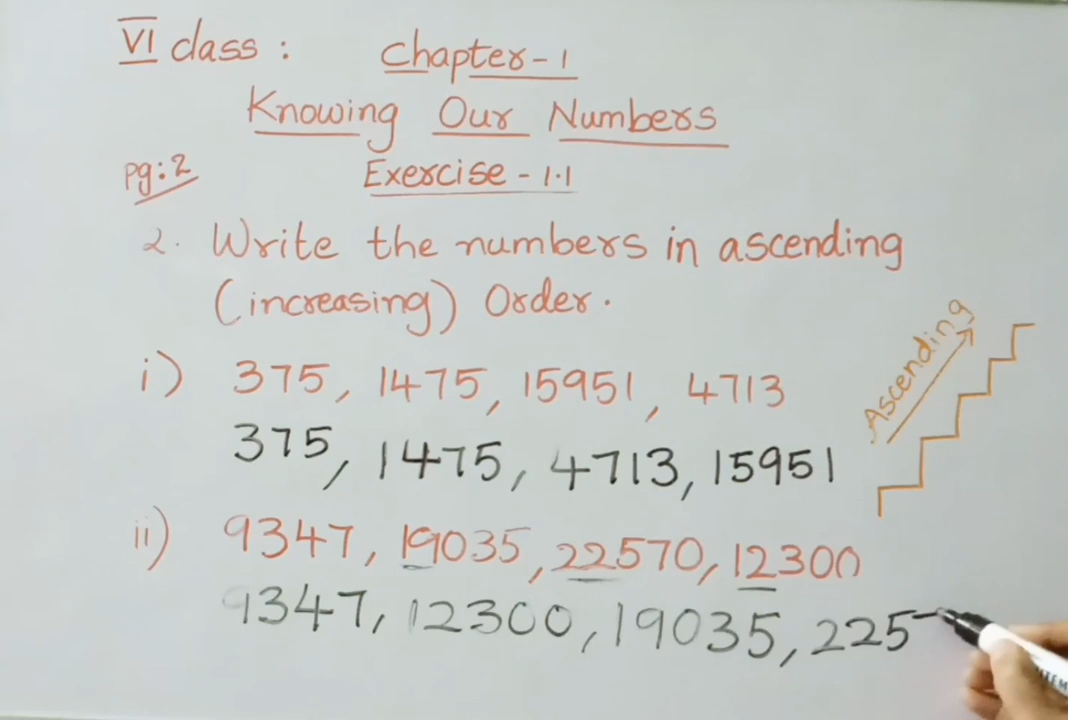 VI class : Chapter-1
Knowing Our Numbers
pg:2 Exercise-1.1
2. Write the numbers in ascending
(increasing) Order.
i) 375, 1475, 15951, 4713
375, 1475, 4713, 15951
Ascending
ii) 9347, 19035, 22570, 12300
9347, 12300, 19035, 225